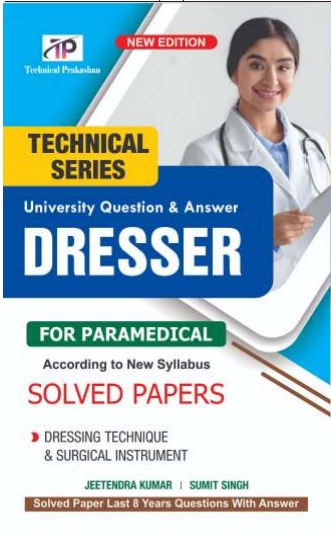 TP
Technical Prakashan
NEW EDITION
TECHNICAL
SERIES
University Question & Answer
DRESSER
FOR PARAMEDICAL
According to New Syllabus
SOLVED PAPERS
DRESSING TECHNIQUE
& SURGICAL INSTRUMENT
JEETENDRA KUMAR | SUMIT SINGH
Solved Paper Last 8 Years Questions With Answer